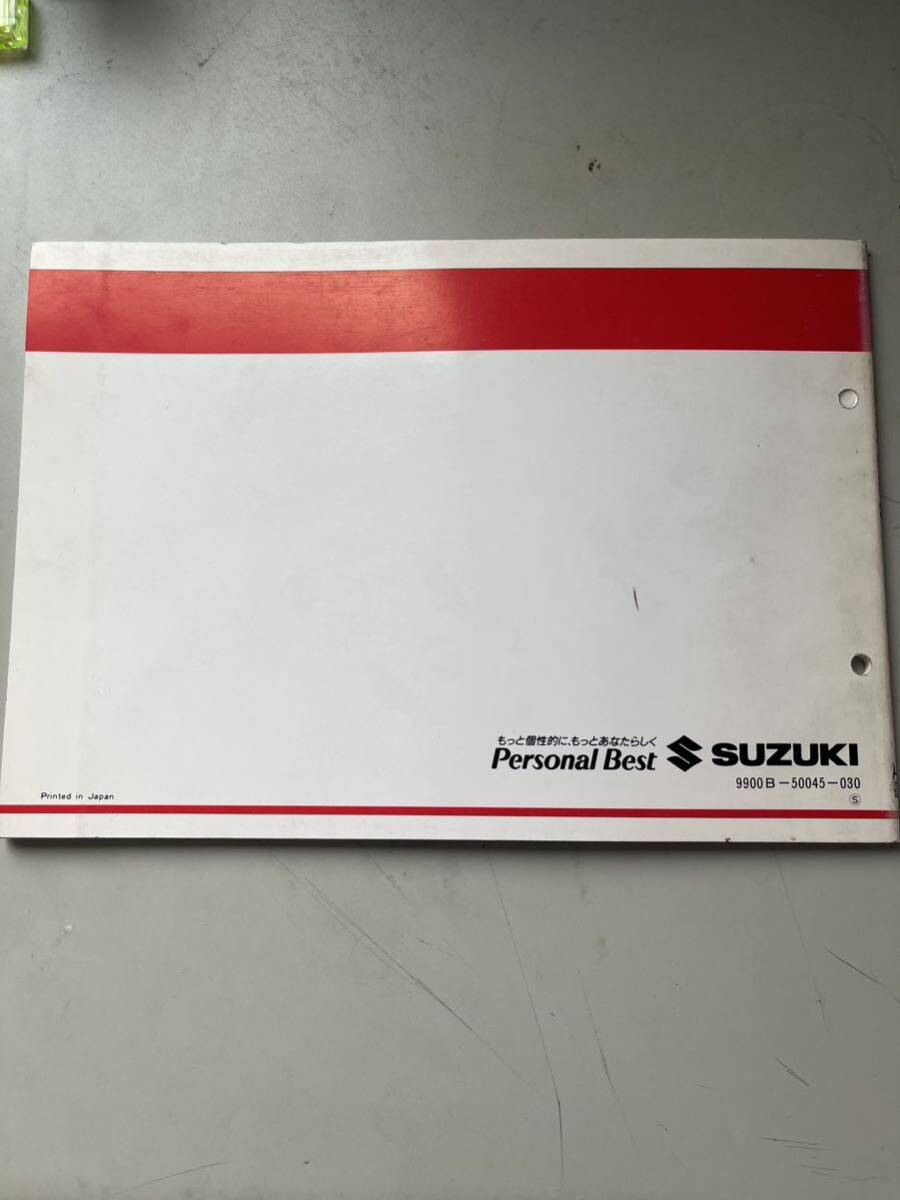 もっと個性的に、もっとあなたらしく
Personal Best SUZUKI
9900B-50045-030
Ⓢ
Printed in Japan